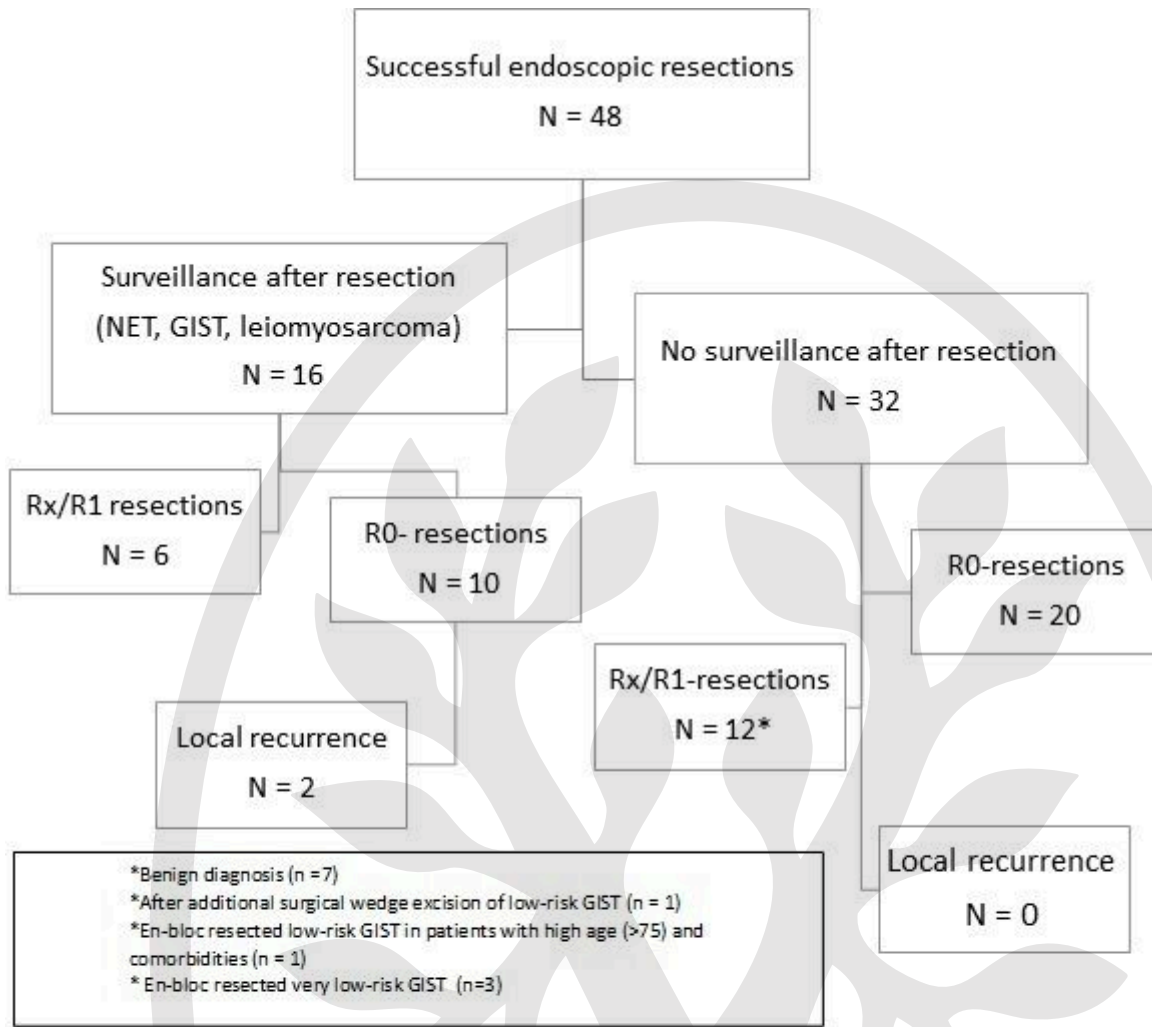 Successful endoscopic resections
N = 48
Surveillance after resection
(NET, GIST, leiomyosarcoma)
N = 16
No surveillance after resection
N = 32
Rx/R1 resections
N = 6
R0- resections
N = 10
R0-resections
N = 20
Rx/R1-resections
N = 12*
Local recurrence
N = 2
Local recurrence
N = 0
*Benign diagnosis (n =7)
*After additional surgical wedge excision of low-risk GIST (n = 1)
*En-bloc resected low-risk GIST in patients with high age (>75) and
comorbidities (n = 1)
* En-bloc resected very low-risk GIST (n=3)